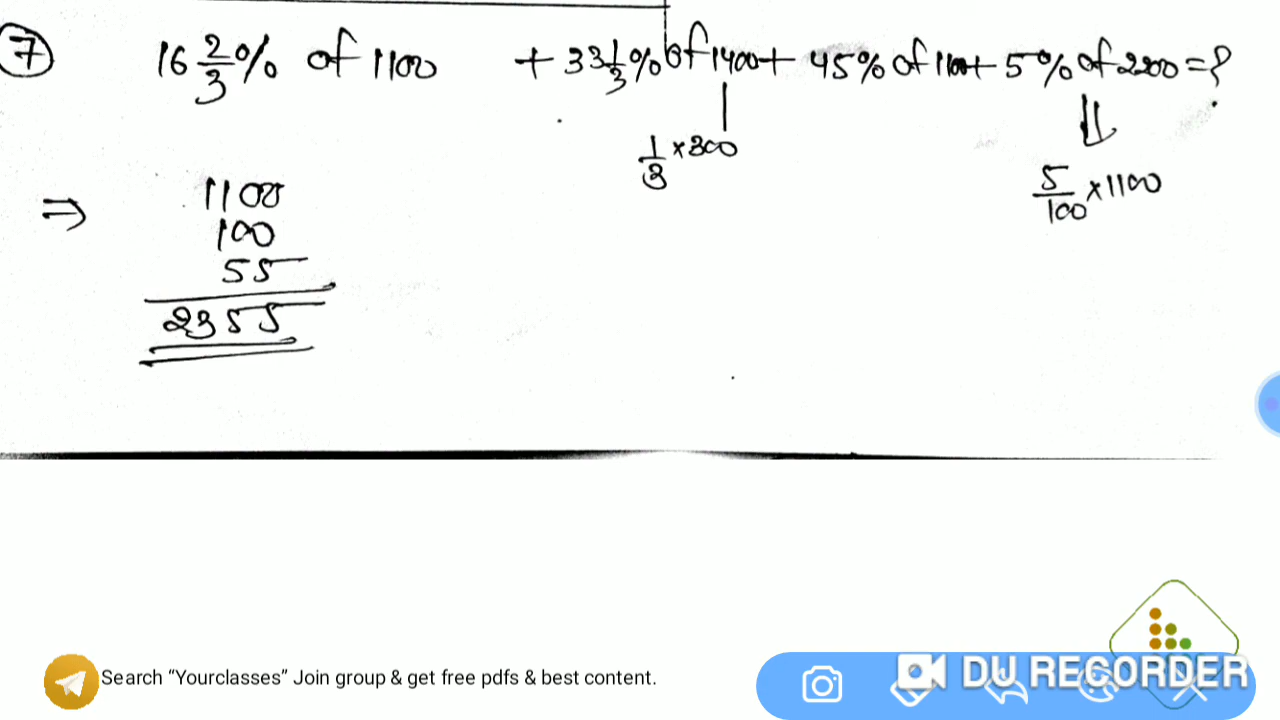 7 16 2/3 % of 1100 + 33 1/3 % of 1400 + 45% of 1100 + 5% of 2200 = ?
1/3 × 300
5/100 × 1100
⇒ 1100
100
55
2355
Search “Yourclasses” Join group & get free pdfs & best content.
DU RECORDER